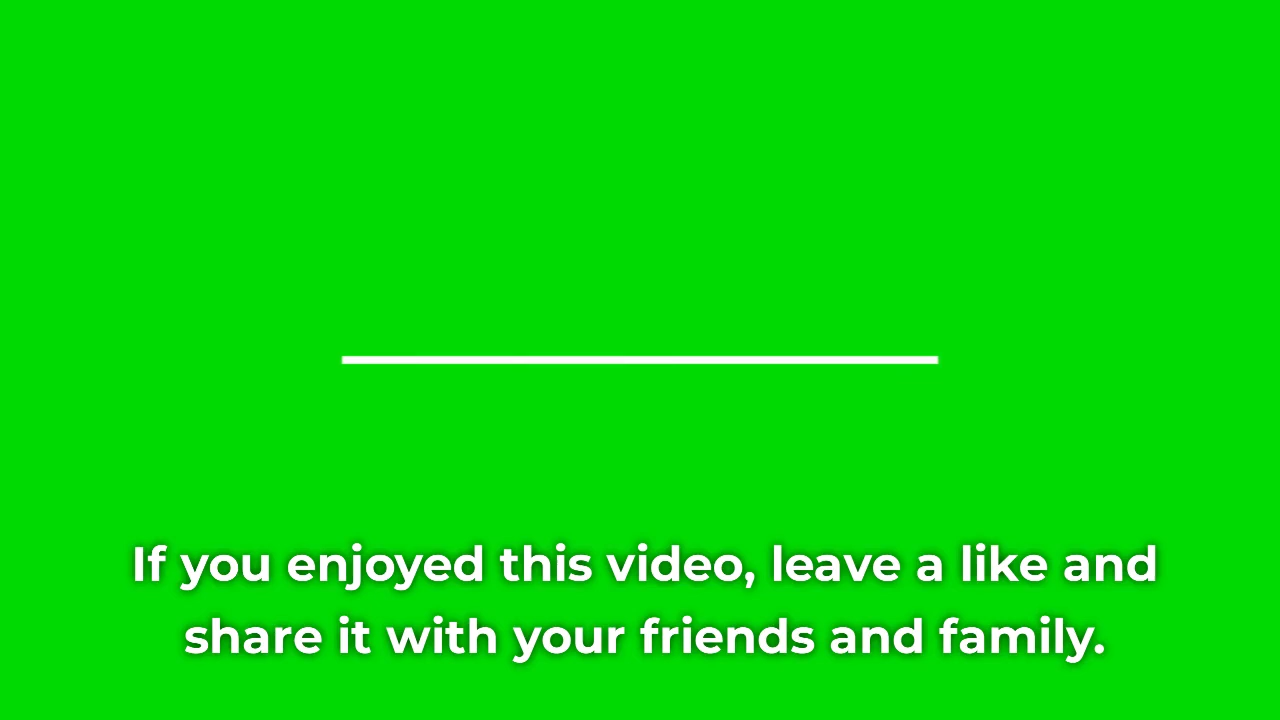 If you enjoyed this video, leave a like and
share it with your friends and family.